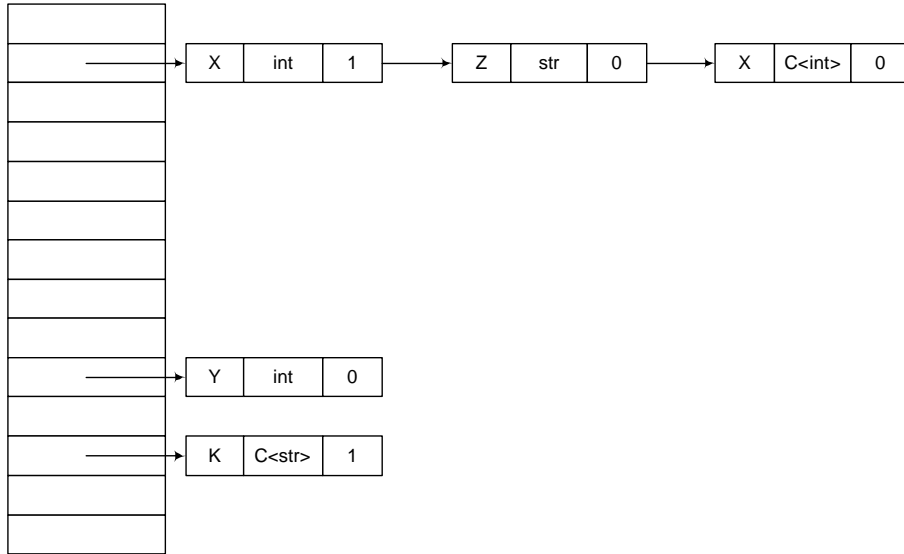 X int 1 Z str 0 X C<int> 0
Y int 0
K C<str> 1